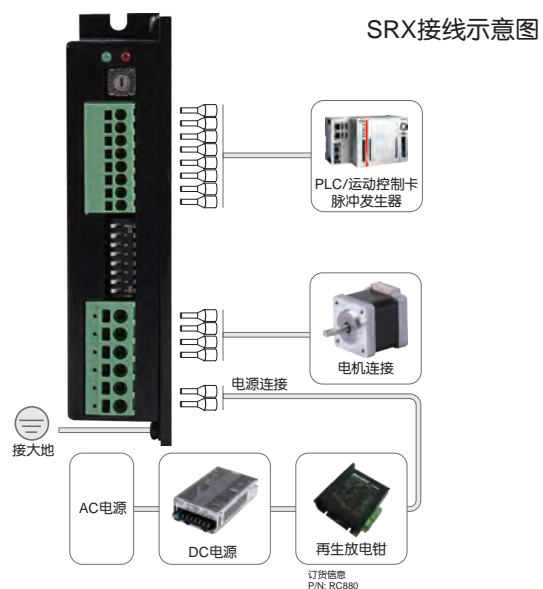 SRX接线示意图
PLC/运动控制卡
脉冲发生器
电机连接
电源连接
接大地
AC电源
DC电源
再生放电钳
订货信息
P/N: RC880